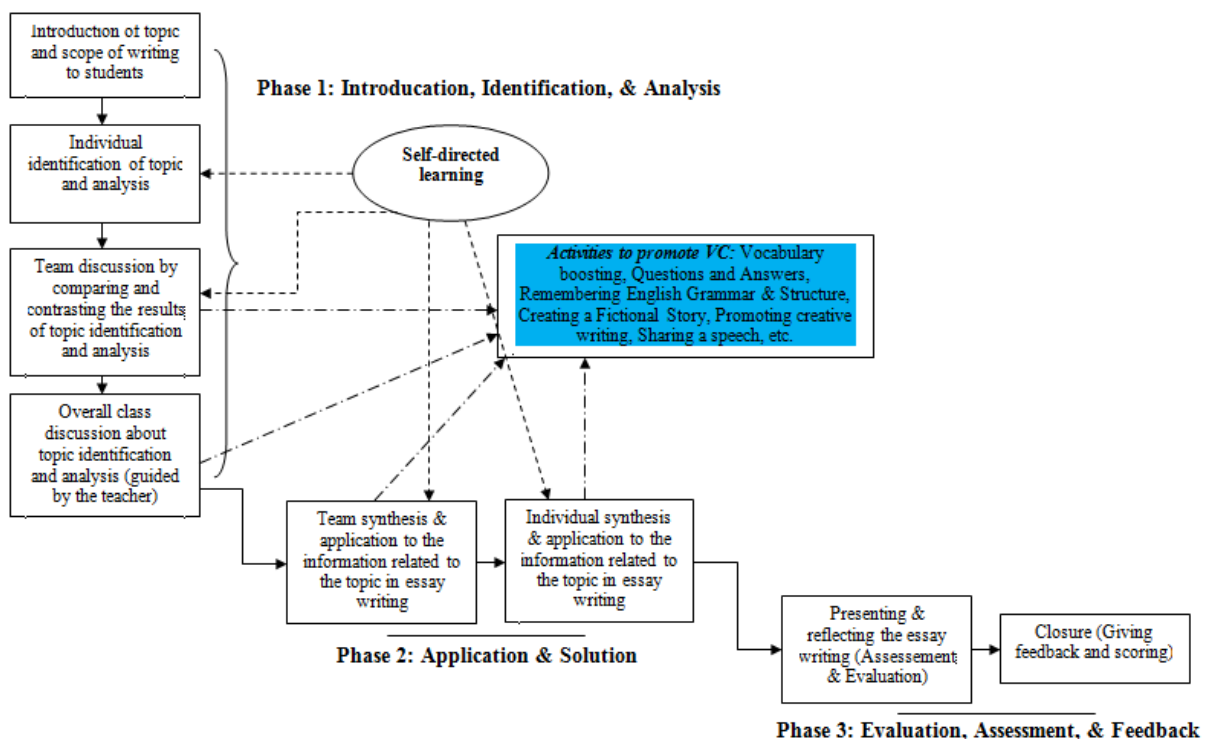 Introduction of topic
and scope of writing
to students
Phase 1: Introducation, Identification, & Analysis
Individual
identification of topic
and analysis
Self-directed
learning
Team discussion by
comparing and
contrasting the results
of topic identification
and analysis
Activities to promote VC: Vocabulary
boosting, Questions and Answers,
Remembering English Grammar & Structure,
Creating a Fictional Story, Promoting creative
writing, Sharing a speech, etc.
Overall class
discussion about
topic identification
and analysis (guided
by the teacher)
Team synthesis &
application to the
information related to
the topic in essay
writing
Individual synthesis
& application to the
information related to
the topic in essay
writing
Phase 2: Application & Solution
Presenting &
reflecting the essay
writing (Assessement
& Evaluation)
Closure (Giving
feedback and scoring)
Phase 3: Evaluation, Assessment, & Feedback